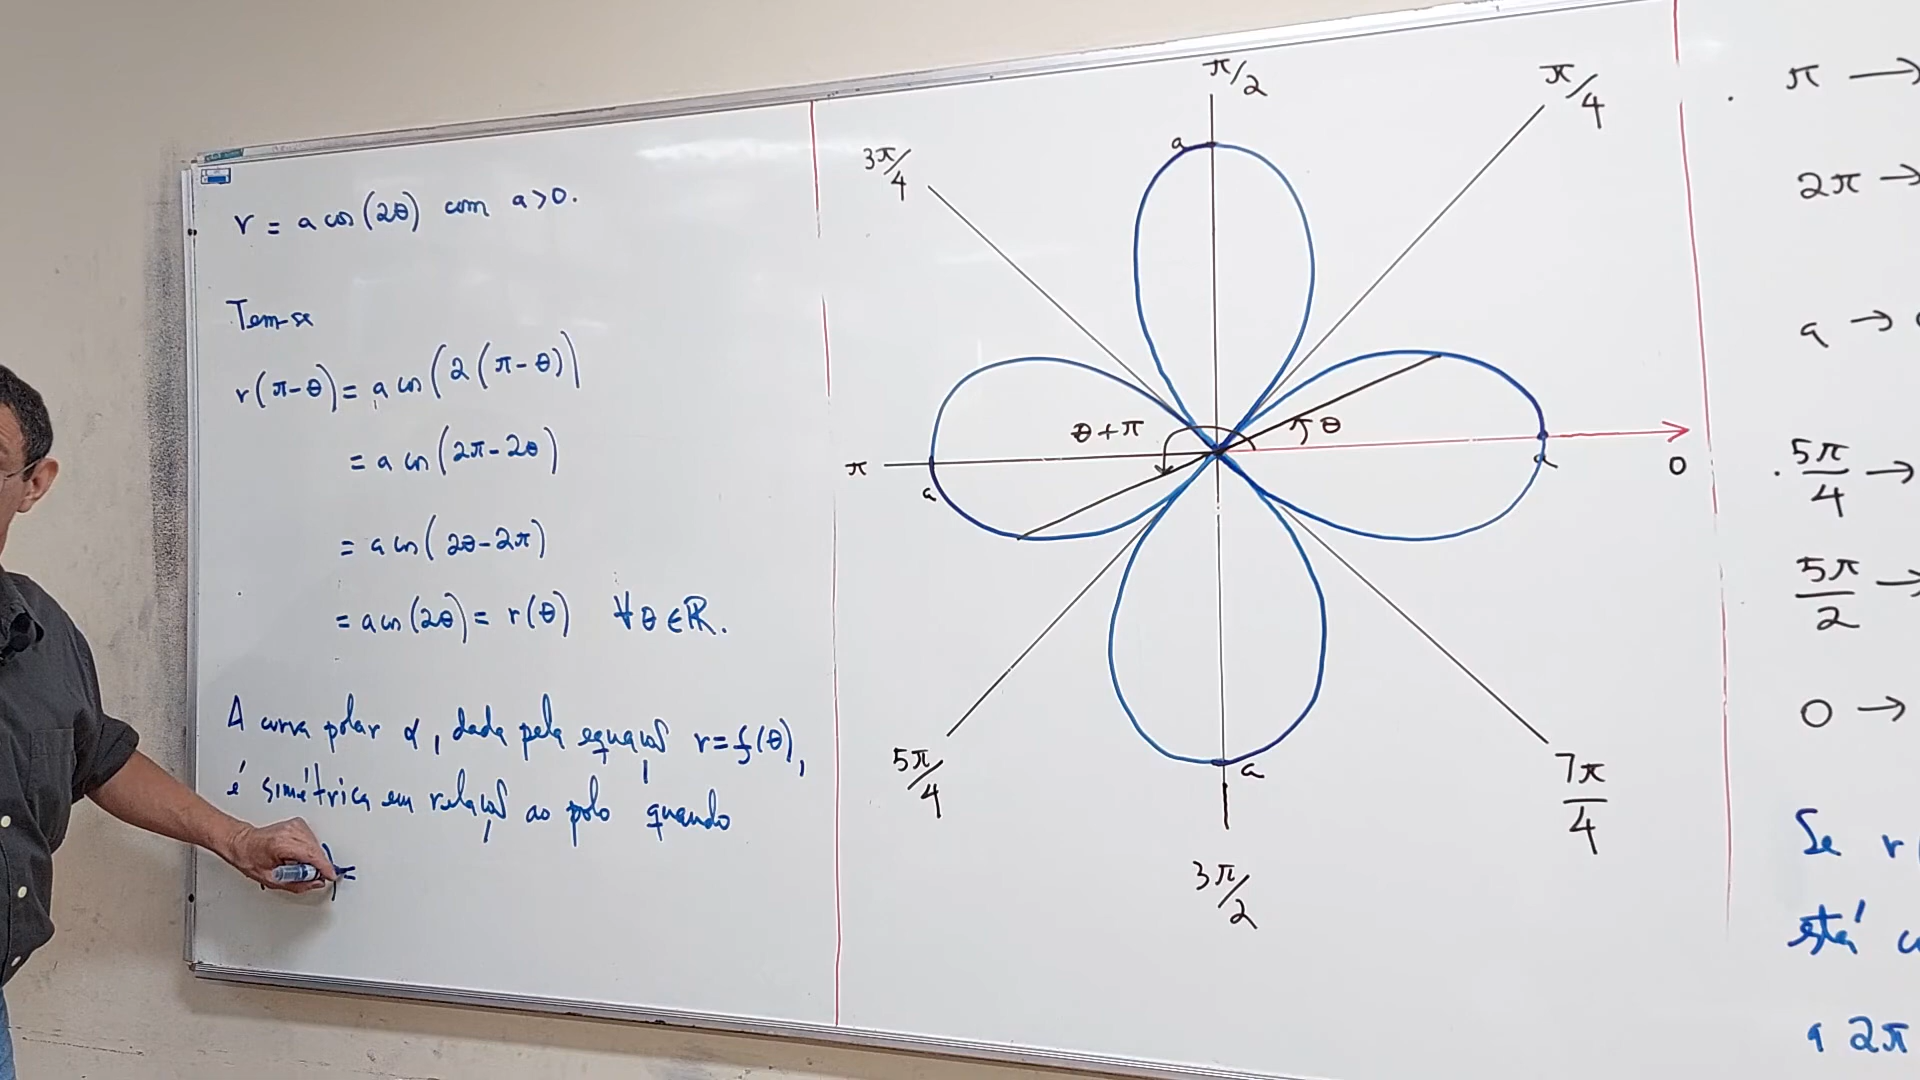 r = a cos(2θ) com a>0.
Tem-se
r(π-θ) = a cos(2(π-θ))
= a cos(2π-2θ)
= a cos(2θ-2π)
= a cos(2θ) = r(θ) ∀ θ ∈ ℝ.
A curva polar α, dada pela equação r=f(θ),
é simétrica em relação ao polo quando
) =
π/2
π/4
3π/4
a
θ+π
θ
π
a
a
0
5π/4
a
7π/4
3π/2
π →
2π →
a →
5π/4 →
5π/2 →
0 →
Se r(
está
a 2π